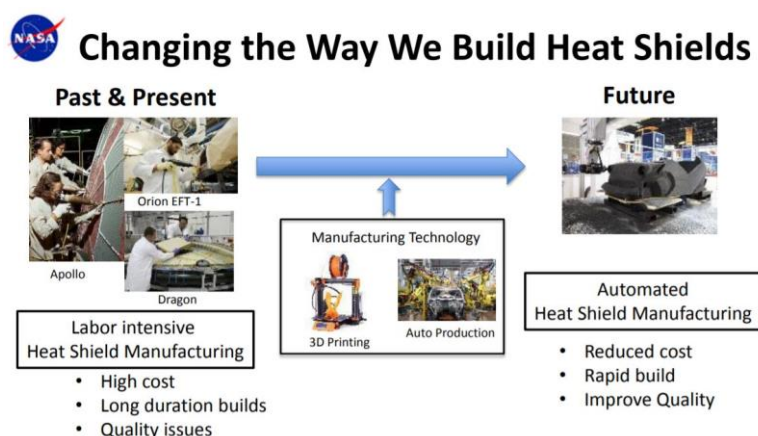 NASA
Changing the Way We Build Heat Shields
Past & Present
Orion EFT-1
Apollo
Dragon
Labor intensive
Heat Shield Manufacturing
• High cost
• Long duration builds
• Quality issues
Manufacturing Technology
3D Printing
Auto Production
Future
Automated
Heat Shield Manufacturing
• Reduced cost
• Rapid build
• Improve Quality